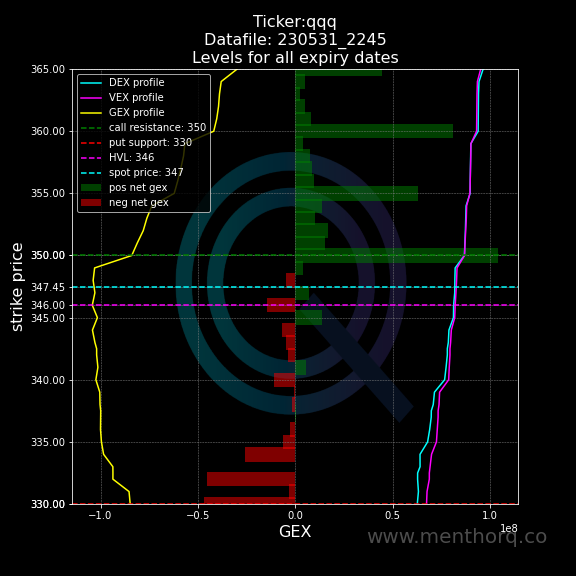 Ticker:qqq
Datafile: 230531_2245
Levels for all expiry dates
DEX profile
VEX profile
GEX profile
call resistance: 350
put support: 330
HVL: 346
spot price: 347
pos net gex
neg net gex
strike price
365.00
360.00
355.00
350.00
347.45
346.00
345.00
340.00
335.00
330.00
−1.0 −0.5 0.0 0.5 1.0
1e8
GEX
www.menthorq.co